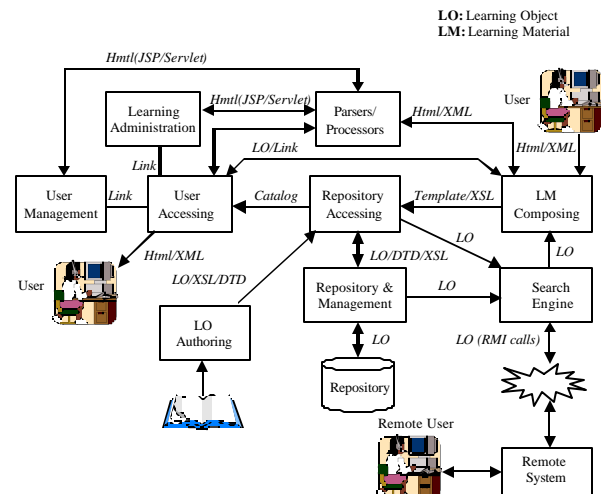 LO: Learning Object
LM: Learning Material
Hmtl(JSP/Servlet)
User
Learning
Administration
Hmtl(JSP/Servlet)
Parsers/
Processors
Html/XML
Html/XML
LO/Link
Link
User
Management
Link
User
Accessing
Catalog
Repository
Accessing
Template/XSL
LM
Composing
LO
LO
Html/XML
LO/DTD/XSL
User
LO/XSL/DTD
Repository &
Management
LO
Search
Engine
LO
Authoring
LO
LO (RMI calls)
Repository
Remote User
Remote
System